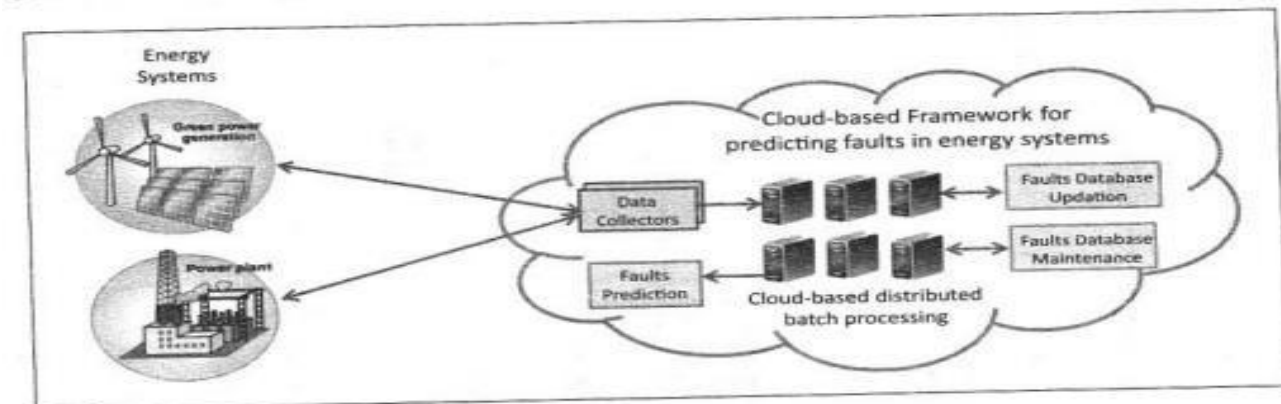 Energy
Systems
Green power
generation
Power plant
Cloud-based Framework for
predicting faults in energy systems
Data
Collectors
Faults Database
Updation
Faults Database
Maintenance
Faults
Prediction
Cloud-based distributed
batch processing